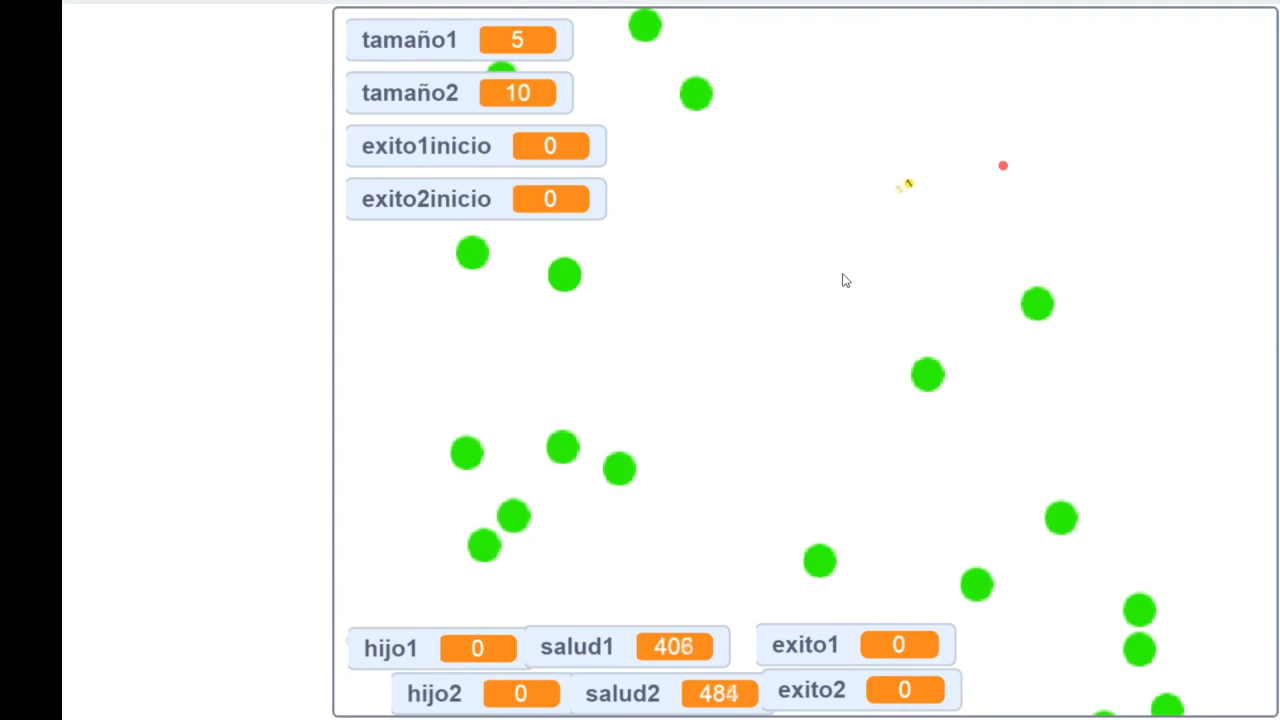 tamaño1 5
tamaño2 10
exito1inicio 0
exito2inicio 0
hijo1 0 salud1 406 exito1 0
hijo2 0 salud2 484 exito2 0